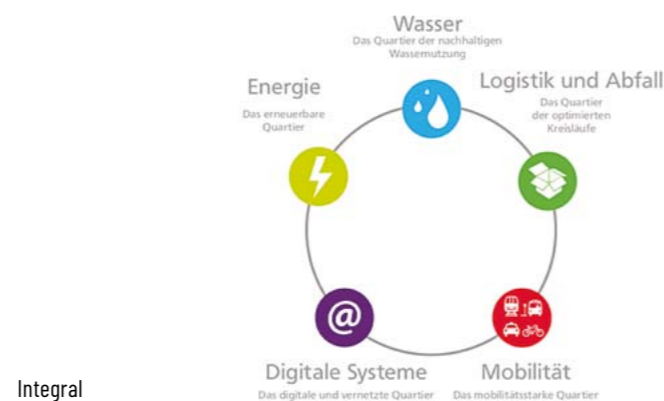 Wasser
Das Quartier der nachhaltigen
Wassernutzung
Energie
Das erneuerbare
Quartier
Logistik und Abfall
Das Quartier
der optimierten
Kreisläufe
@
Digitale Systeme
Das digitale und vernetzte Quartier
Mobilität
Das mobilitätsstarke Quartier
Integral